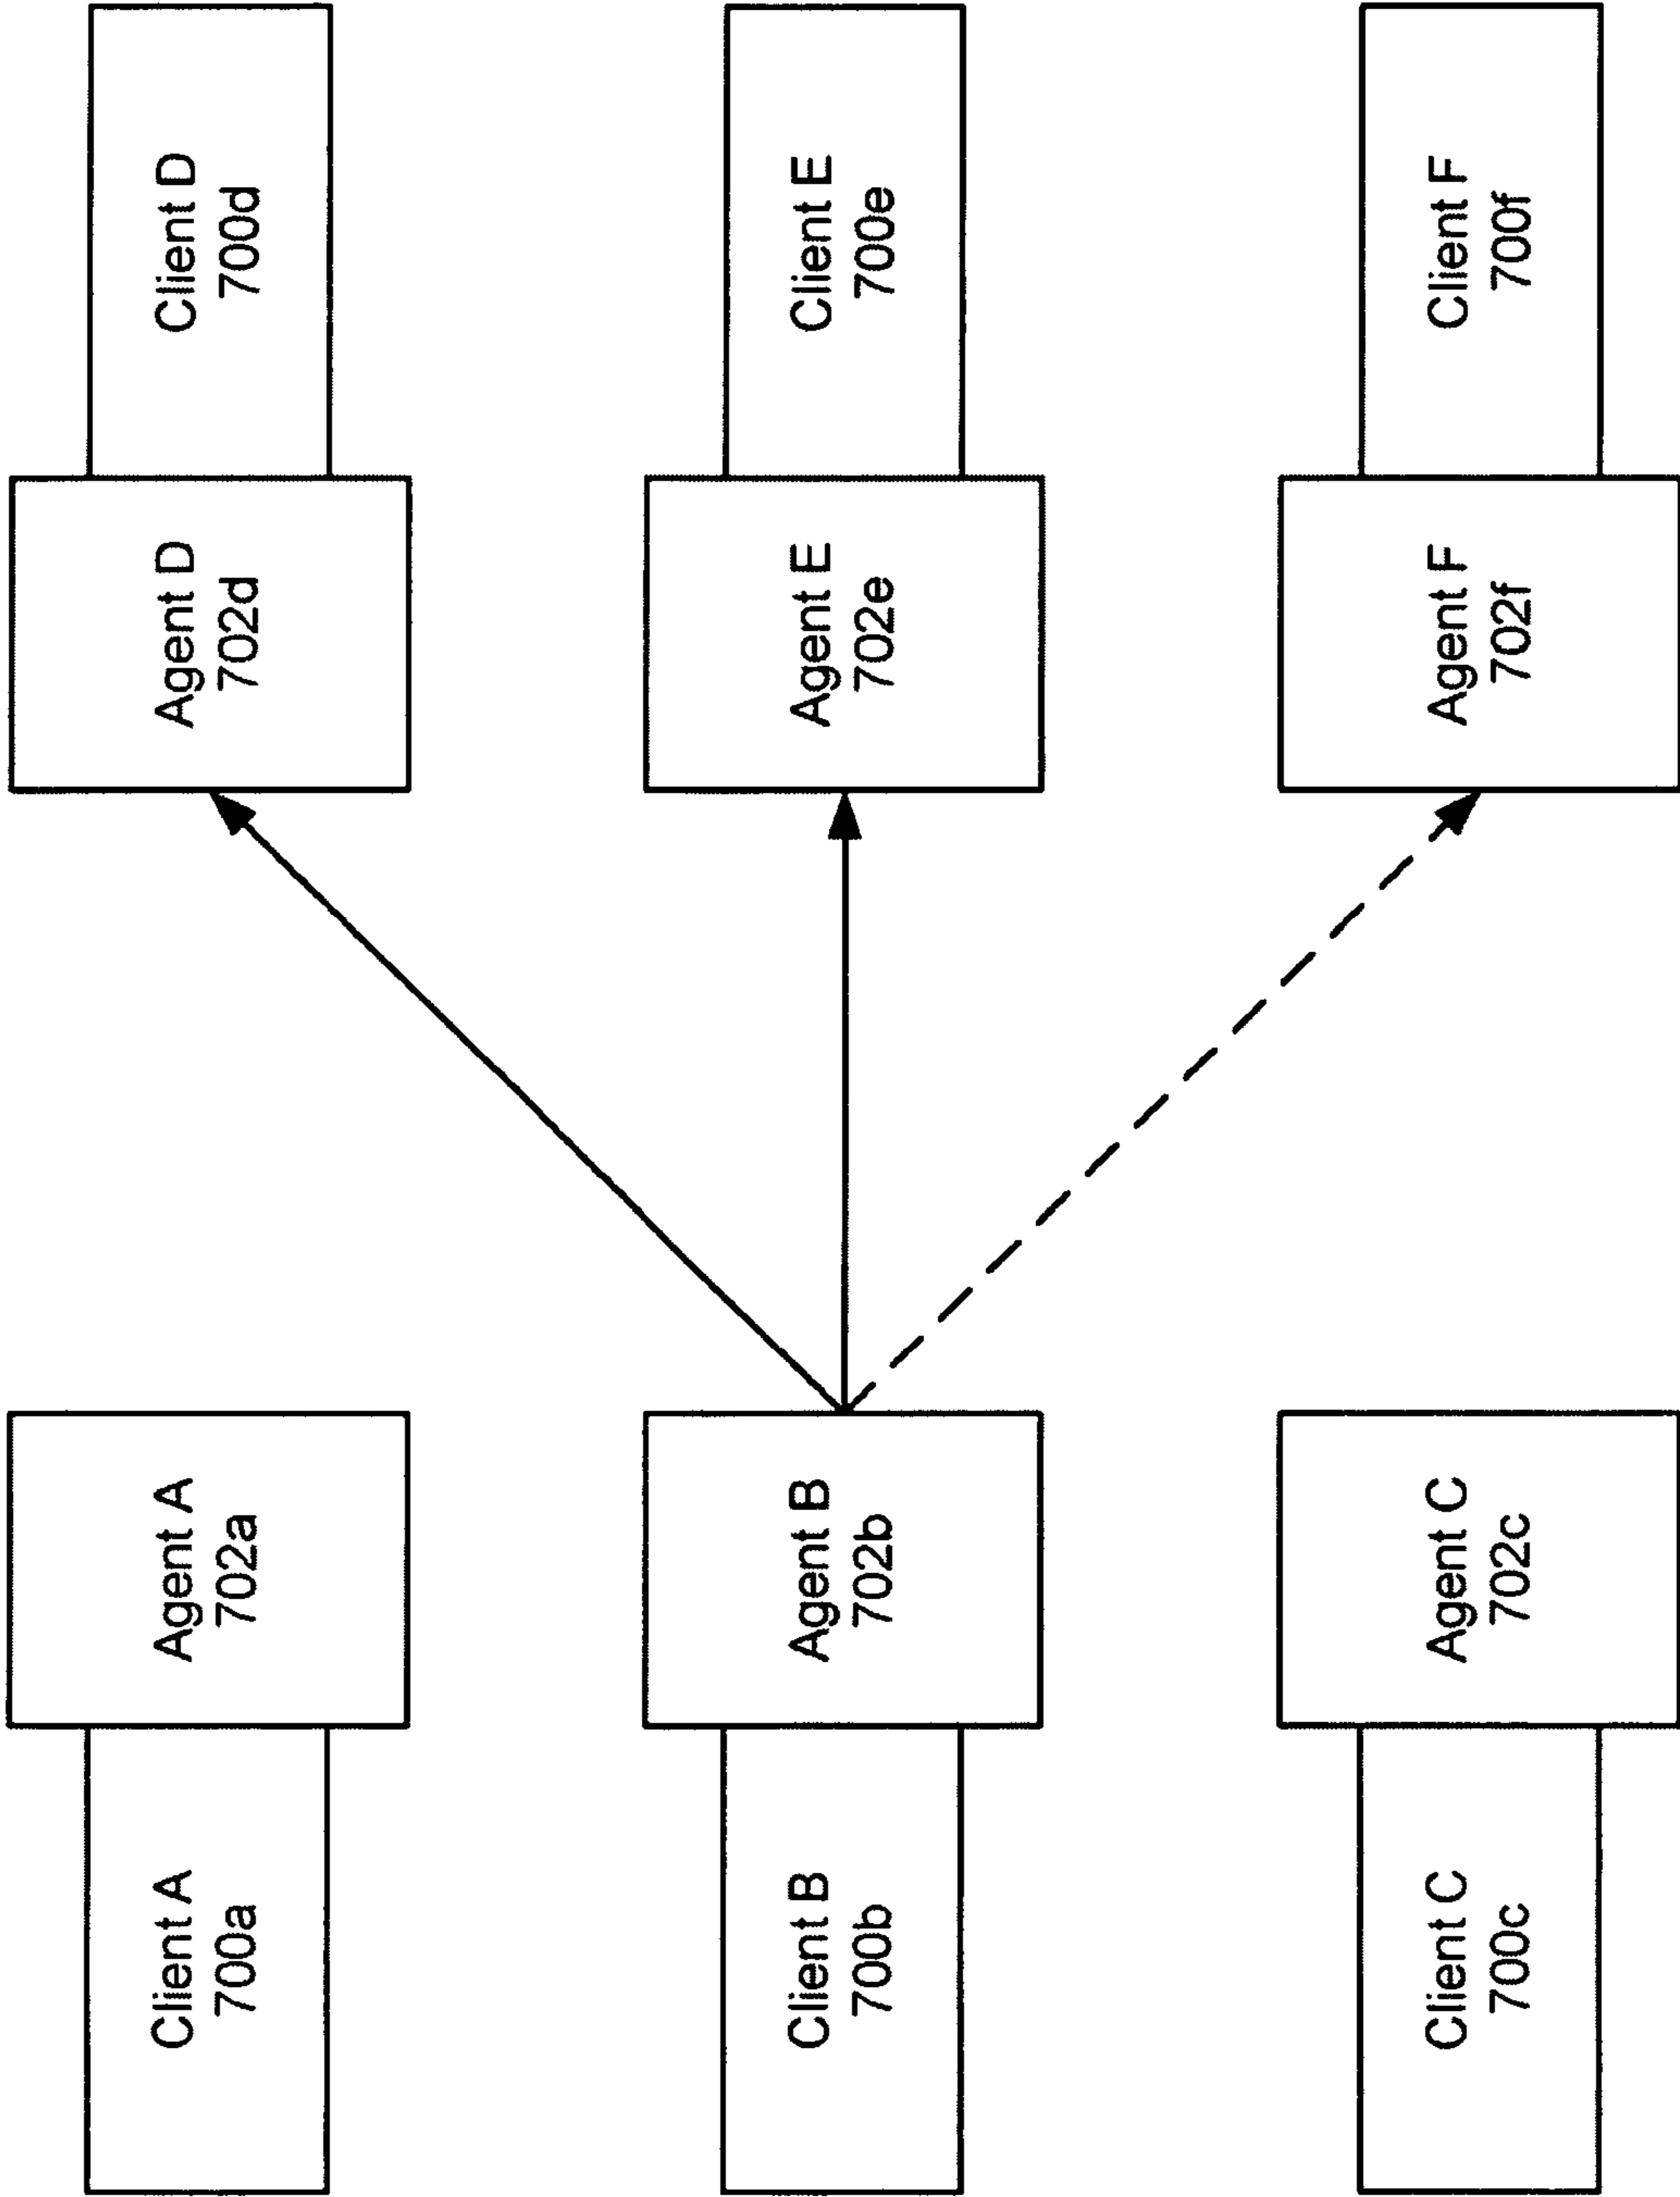 Client A
700a
Agent A
702a
Agent D
702d
Client D
700d
Client B
700b
Agent B
702b
Agent E
702e
Client E
700e
Client C
700c
Agent C
702c
Agent F
702f
Client F
700f